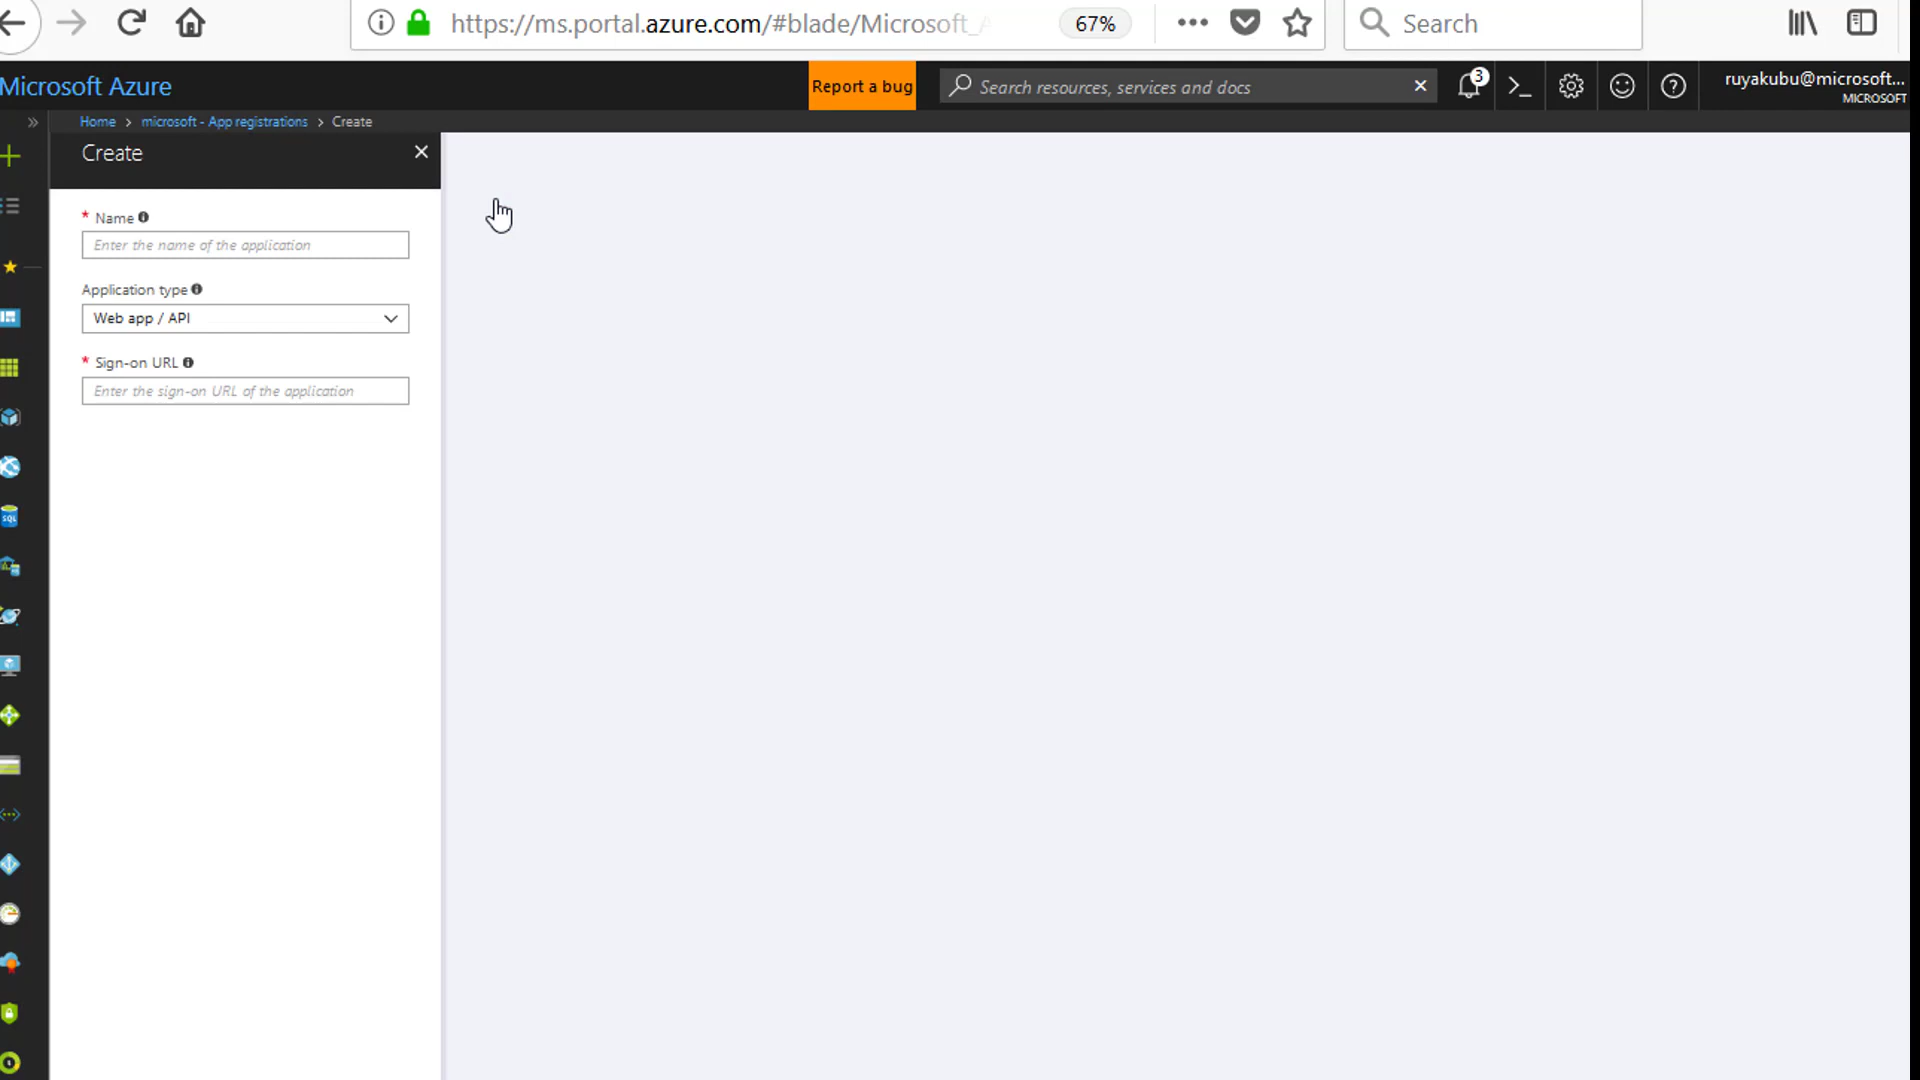 https://ms.portal.azure.com/#blade/Microsoft_A
67%
Search
Microsoft Azure
Report a bug
Search resources, services and docs
3
ruyakubu@microsoft...
MICROSOFT
Home > microsoft - App registrations > Create
Create
* Name
Enter the name of the application
Application type
Web app / API
* Sign-on URL
Enter the sign-on URL of the application
SQL